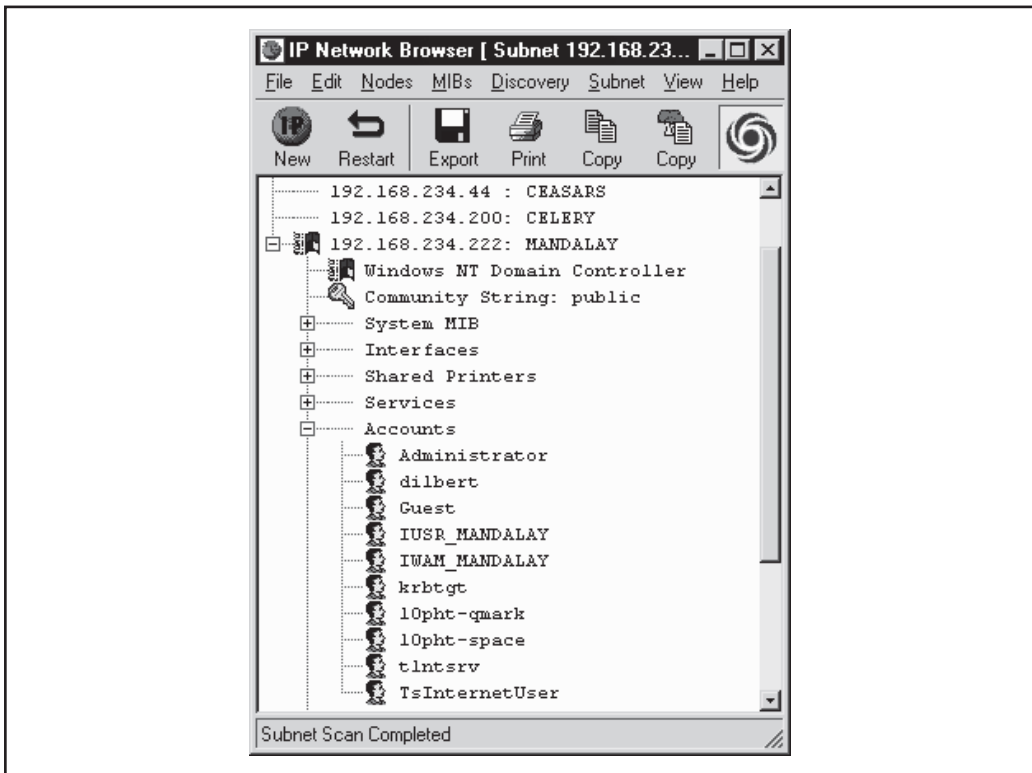 IP Network Browser [ Subnet 192.168.23...
File Edit Nodes MIBs Discovery Subnet View Help
IP
New Restart Export Print Copy Copy
192.168.234.44 : CEASARS
192.168.234.200: CELERY
192.168.234.222: MANDALAY
Windows NT Domain Controller
Community String: public
System MIB
Interfaces
Shared Printers
Services
Accounts
Administrator
dilbert
Guest
IUSR_MANDALAY
IWAM_MANDALAY
krbtgt
l0pht-qmark
l0pht-space
tlntsrv
TsInternetUser
Subnet Scan Completed